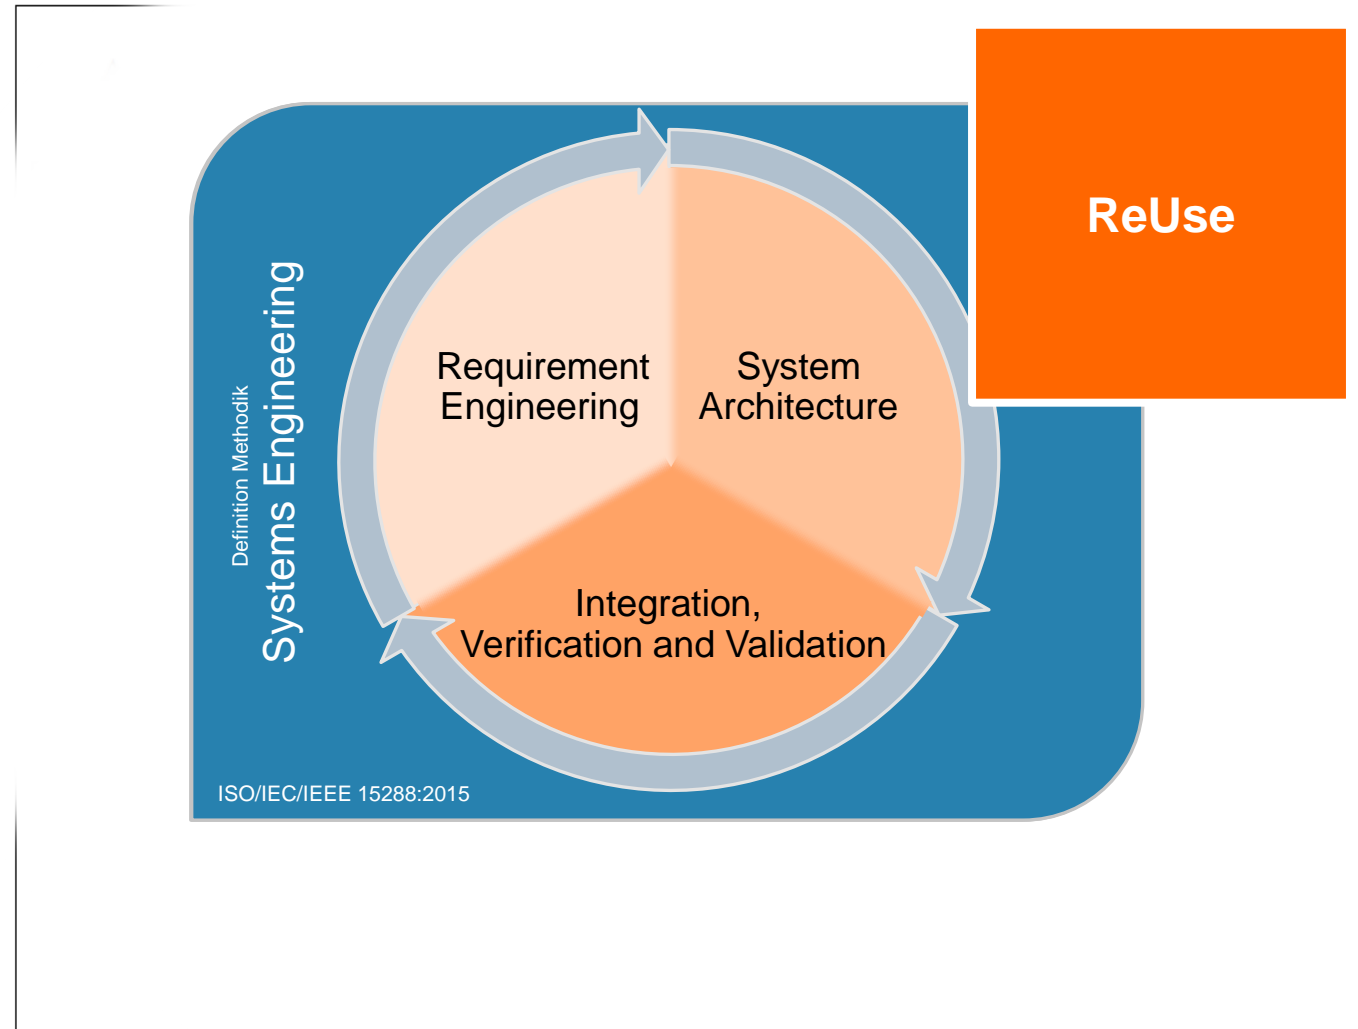 ReUse
Definition Methodik
Systems Engineering
Requirement
Engineering
System
Architecture
Integration,
Verification and Validation
ISO/IEC/IEEE 15288:2015